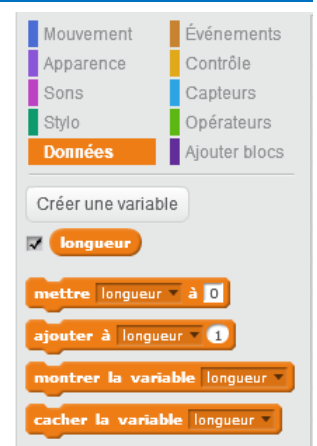 Mouvement Événements
Apparence Contrôle
Sons Capteurs
Stylo Opérateurs
Données Ajouter blocs
Créer une variable
longueur
mettre longueur à 0
ajouter à longueur 1
montrer la variable longueur
cacher la variable longueur